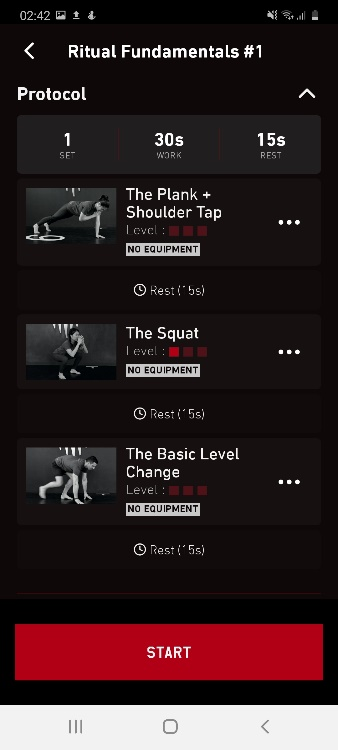 02:42
Ritual Fundamentals #1
Protocol
1
SET
30s
WORK
15s
REST
The Plank +
Shoulder Tap
Level :
NO EQUIPMENT
Rest (15s)
The Squat
Level :
NO EQUIPMENT
Rest (15s)
The Basic Level
Change
Level :
NO EQUIPMENT
Rest (15s)
START